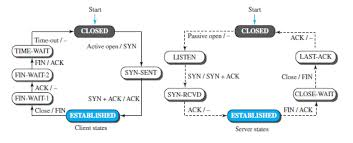 Start
CLOSED
Time-out / –
Active open / SYN
TIME-WAIT
FIN / ACK
FIN-WAIT-2
SYN-SENT
ACK / –
FIN-WAIT-1
SYN + ACK / ACK
Close / FIN
ESTABLISHED
Client states
Start
CLOSED
Passive open / –
ACK / –
LISTEN
LAST-ACK
SYN / SYN + ACK
Close / FIN
SYN-RCVD
CLOSE-WAIT
ACK / –
FIN / ACK
ESTABLISHED
Server states